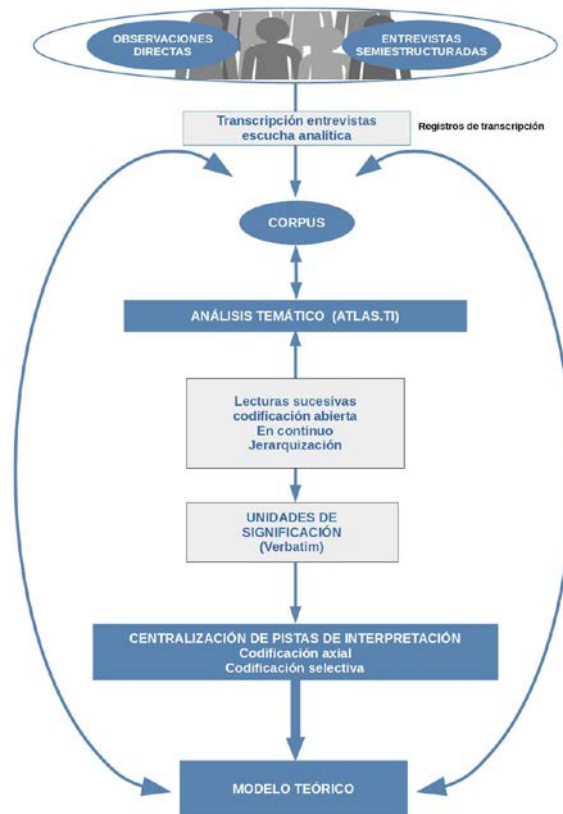 OBSERVACIONES
DIRECTAS
ENTREVISTAS
SEMIESTRUCTURADAS
Transcripción entrevistas
escucha analítica
Registros de transcripción
CORPUS
ANÁLISIS TEMÁTICO (ATLAS.TI)
Lecturas sucesivas
codificación abierta
En continuo
Jerarquización
UNIDADES DE
SIGNIFICACIÓN
(Verbatim)
CENTRALIZACIÓN DE PISTAS DE INTERPRETACIÓN
Codificación axial
Codificación selectiva
MODELO TEÓRICO